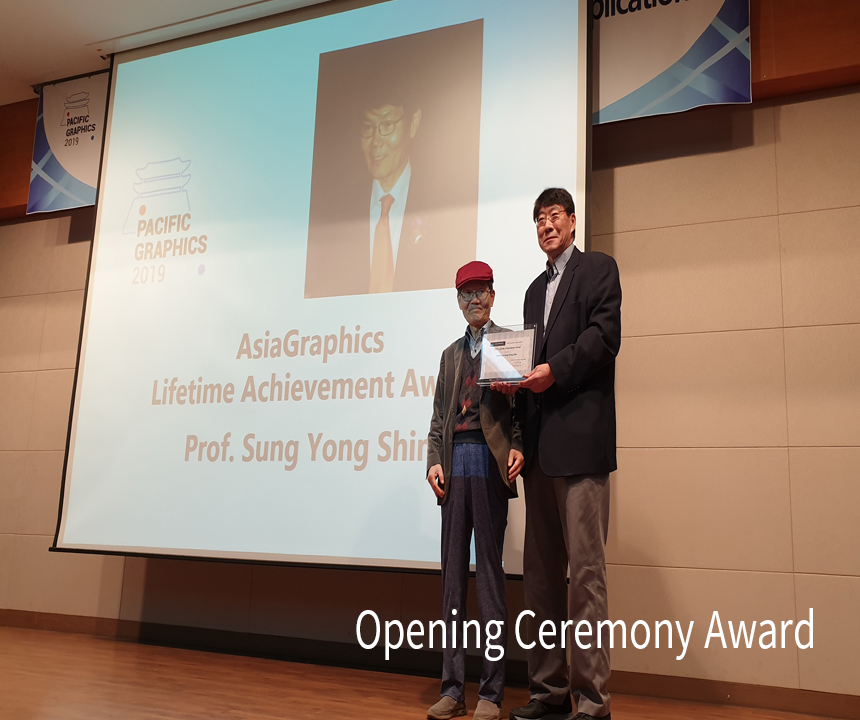 PACIFIC
GRAPHICS
2019
PACIFIC
GRAPHICS
2019
AsiaGraphics
Lifetime Achievement Aw
Prof. Sung Yong Shin
Opening Ceremony Award